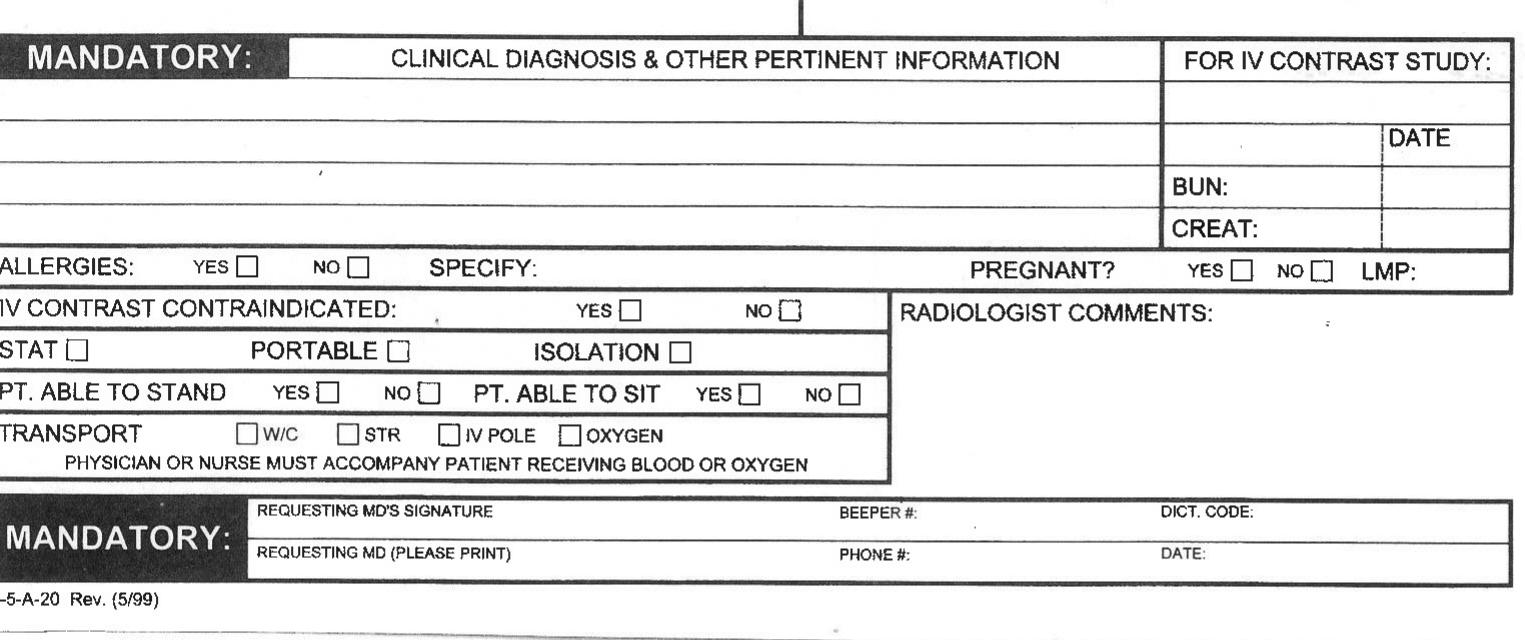 MANDATORY: CLINICAL DIAGNOSIS & OTHER PERTINENT INFORMATION FOR IV CONTRAST STUDY:
DATE
BUN:
CREAT:
ALLERGIES: YES NO SPECIFY: PREGNANT? YES NO LMP:
IV CONTRAST CONTRAINDICATED: YES NO RADIOLOGIST COMMENTS:
STAT PORTABLE ISOLATION
PT. ABLE TO STAND YES NO PT. ABLE TO SIT YES NO
TRANSPORT W/C STR IV POLE OXYGEN
PHYSICIAN OR NURSE MUST ACCOMPANY PATIENT RECEIVING BLOOD OR OXYGEN
MANDATORY:
REQUESTING MD'S SIGNATURE BEEPER #: DICT. CODE:
REQUESTING MD (PLEASE PRINT) PHONE #: DATE:
-5-A-20 Rev. (5/99)